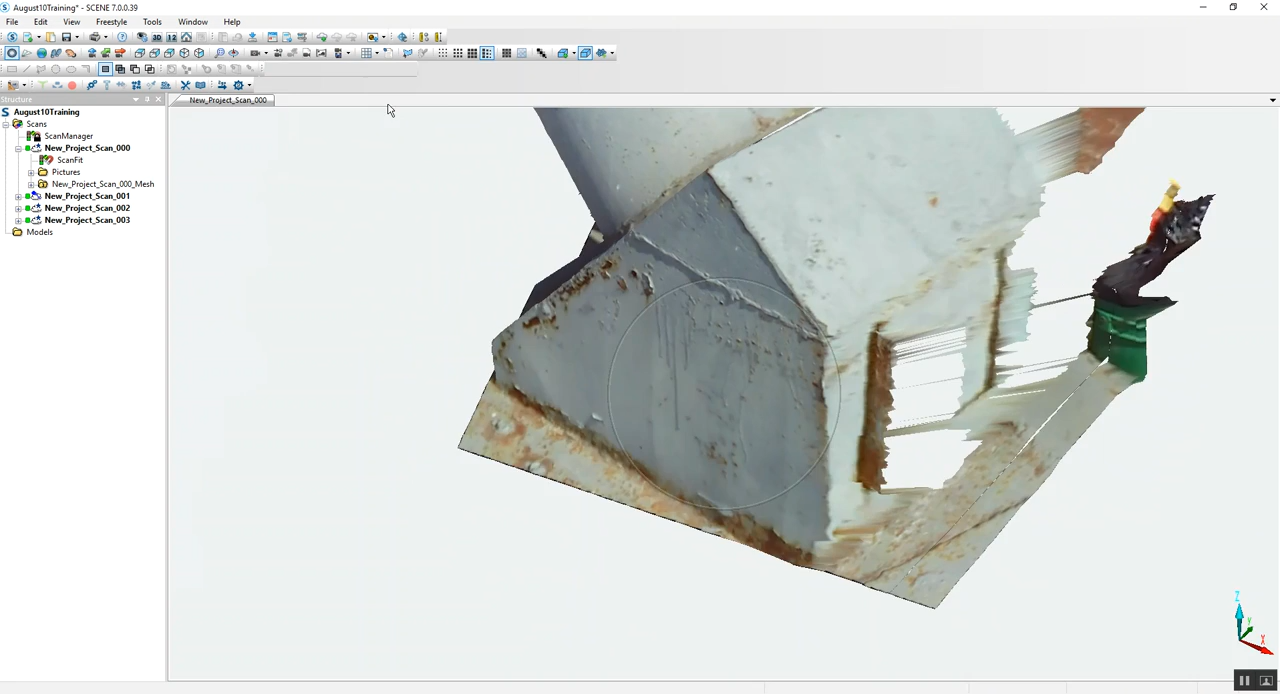 August10Training* - SCENE 7.0.0.39
File Edit View Freestyle Tools Window Help
Structure
New_Project_Scan_000
August10Training
Scans
ScanManager
New_Project_Scan_000
ScanFit
Pictures
New_Project_Scan_000_Mesh
New_Project_Scan_001
New_Project_Scan_002
New_Project_Scan_003
Models
Z
Y
X